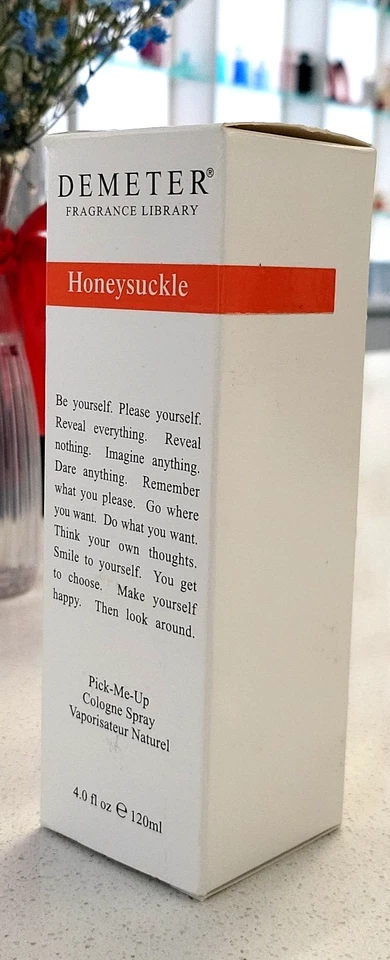 DEMETER®
FRAGRANCE LIBRARY
Honeysuckle
Be yourself. Please yourself.
Reveal everything. Reveal
nothing. Imagine anything.
Dare anything. Remember
what you please. Go where
you want. Do what you want.
Think your own thoughts.
Smile to yourself. You get
to choose. Make yourself
happy. Then look around.
Pick-Me-Up
Cologne Spray
Vaporisateur Naturel
4.0 fl oz ℮ 120ml